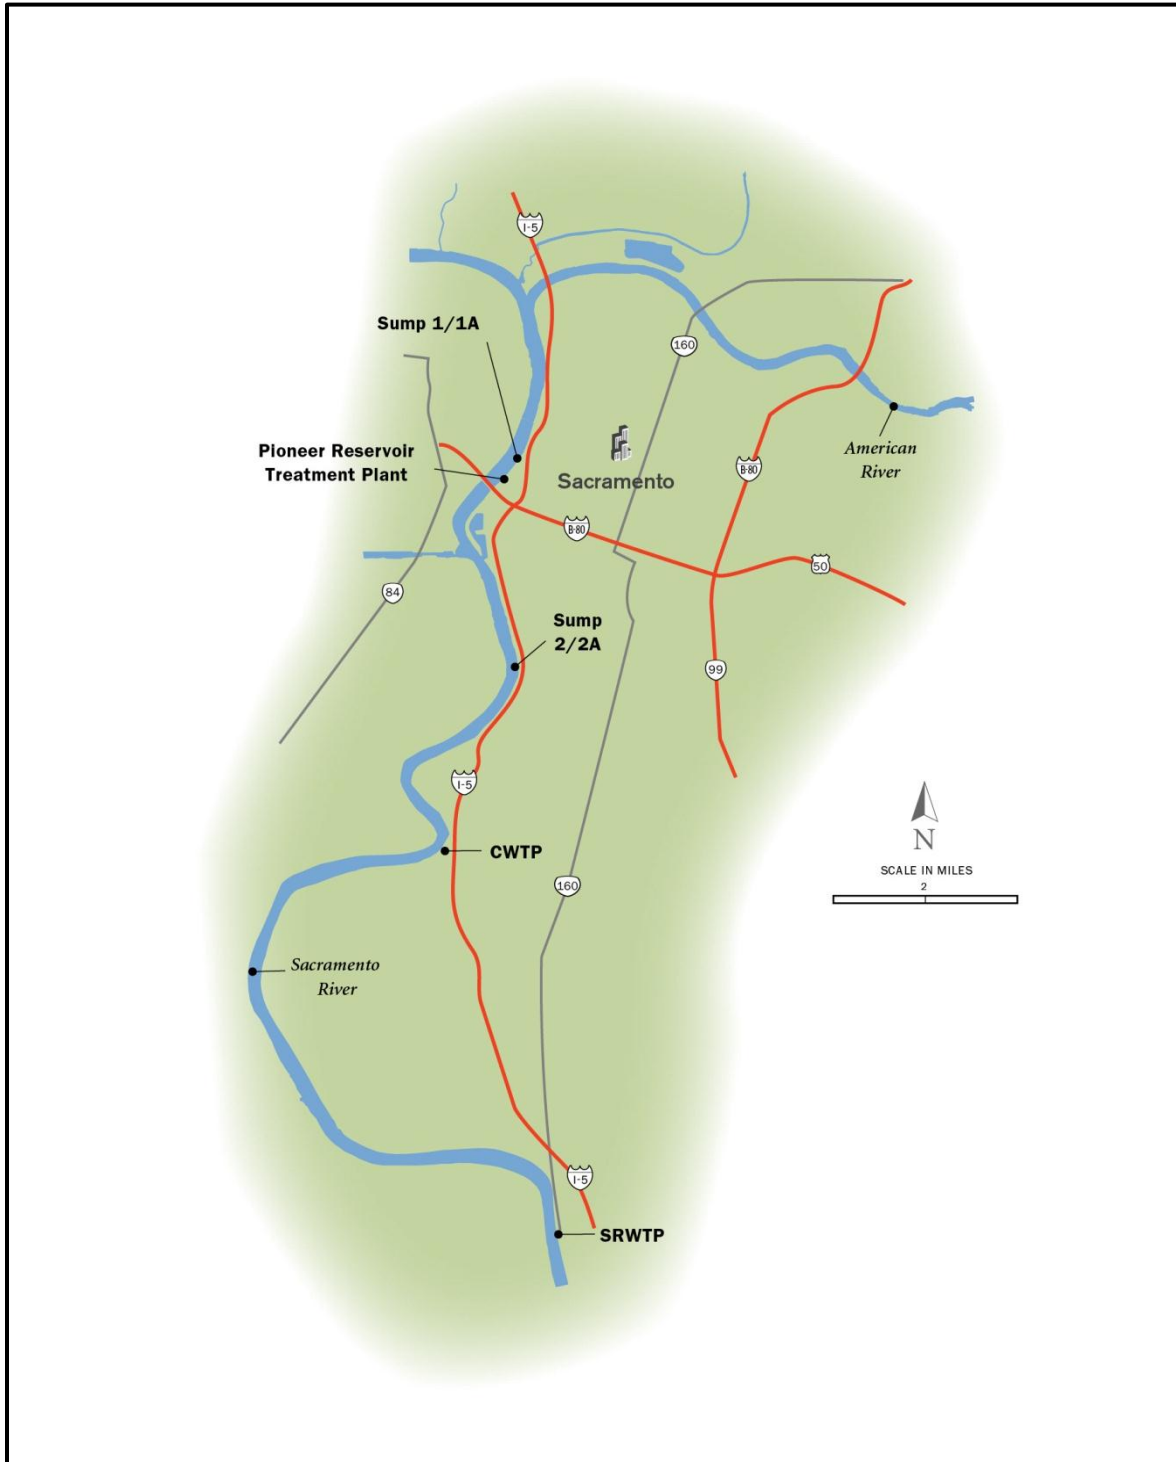 I-5
Sump 1/1A
160
Pioneer Reservoir
Treatment Plant
American
River
B-80
Sacramento
B-80
50
84
Sump
2/2A
99
I-5
N
SCALE IN MILES
2
CWTP
160
Sacramento
River
I-5
SRWTP